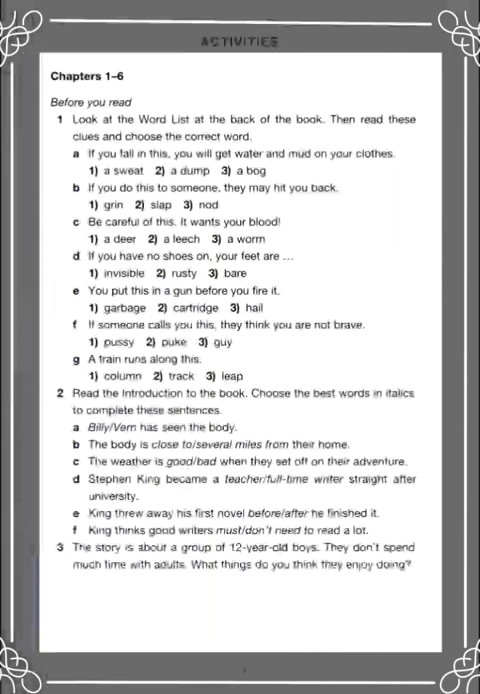 ACTIVITIES
Chapters 1–6
Before you read
1 Look at the Word List at the back of the book. Then read these
clues and choose the correct word.
a If you fall in this, you will get water and mud on your clothes.
1) a sweat 2) a dump 3) a bog
b If you do this to someone, they may hit you back.
1) grin 2) slap 3) nod
c Be careful of this. It wants your blood!
1) a deer 2) a leech 3) a worm
d If you have no shoes on, your feet are ...
1) invisible 2) rusty 3) bare
e You put this in a gun before you fire it.
1) garbage 2) cartridge 3) hail
f If someone calls you this, they think you are not brave.
1) pussy 2) puke 3) guy
g A train runs along this.
1) column 2) track 3) leap
2 Read the Introduction to the book. Choose the best words in italics
to complete these sentences.
a Billy/Vern has seen the body.
b The body is close to/several miles from their home.
c The weather is good/bad when they set off on their adventure.
d Stephen King became a teacher/full-time writer straight after
university.
e King threw away his first novel before/after he finished it.
f King thinks good writers must/don't need to read a lot.
3 The story is about a group of 12-year-old boys. They don't spend
much time with adults. What things do you think they enjoy doing?